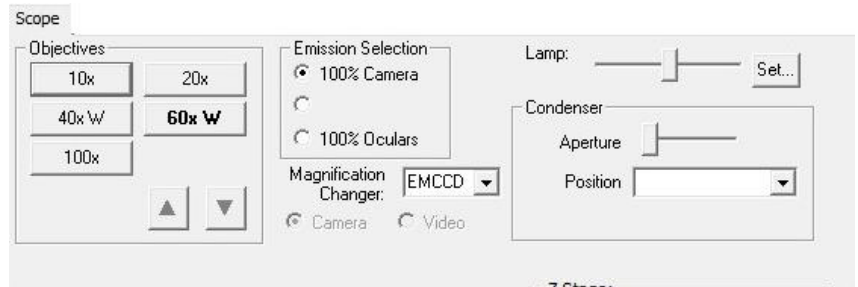 Scope
Objectives
10x
20x
40x W
60x W
100x
Emission Selection
100% Camera
100% Oculars
Magnification
Changer:
EMCCD
Camera
Video
Lamp:
Set...
Condenser
Aperture
Position